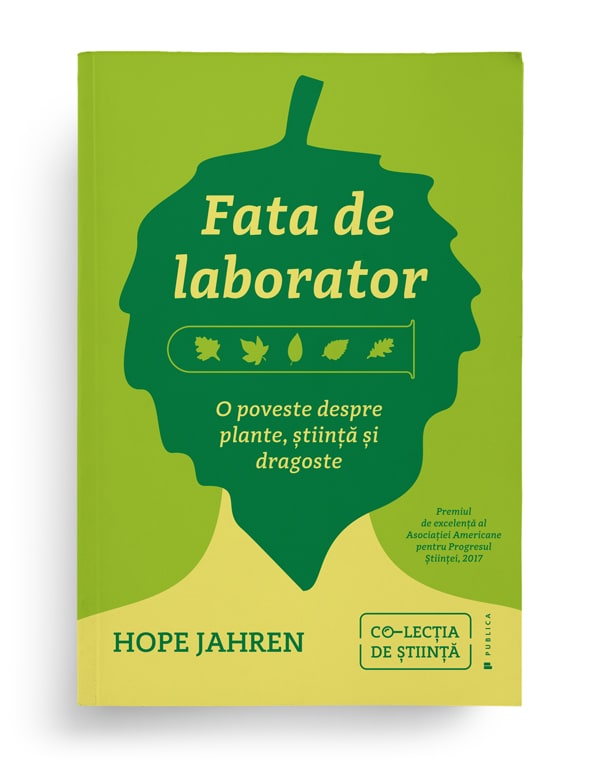 Fata de
laborator
O poveste despre
plante, știință și
dragoste
Premiul
de excelență al
Asociației Americane
pentru Progresul
Științei, 2017
HOPE JAHREN
CO-LECȚIA
DE ȘTIINȚĂ
PUBLICA